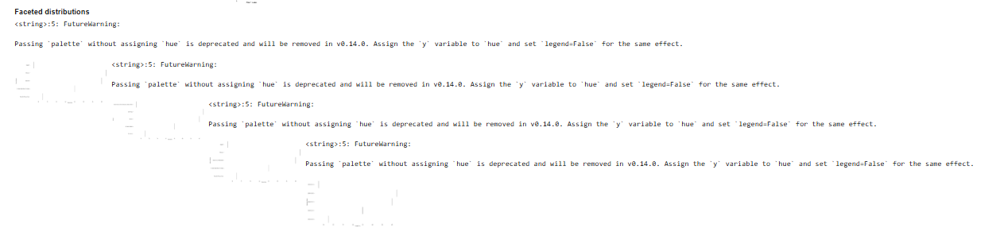 Faceted distributions
<string>:5: FutureWarning:
Passing `palette` without assigning `hue` is deprecated and will be removed in v0.14.0. Assign the `y` variable to `hue` and set `legend=False` for the same effect.
<string>:5: FutureWarning:
Passing `palette` without assigning `hue` is deprecated and will be removed in v0.14.0. Assign the `y` variable to `hue` and set `legend=False` for the same effect.
<string>:5: FutureWarning:
Passing `palette` without assigning `hue` is deprecated and will be removed in v0.14.0. Assign the `y` variable to `hue` and set `legend=False` for the same effect.
<string>:5: FutureWarning:
Passing `palette` without assigning `hue` is deprecated and will be removed in v0.14.0. Assign the `y` variable to `hue` and set `legend=False` for the same effect.